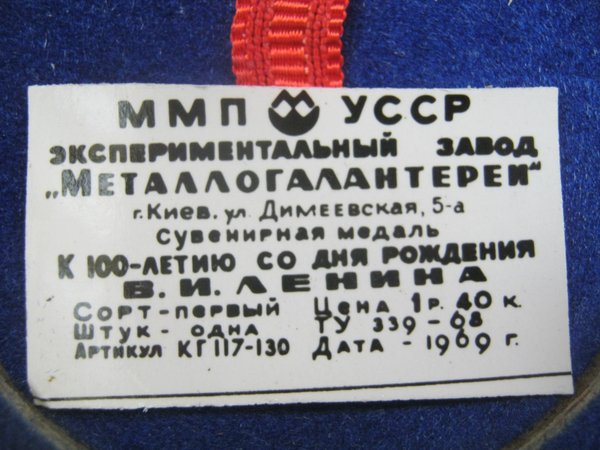 ММП УССР
ЭКСПЕРИМЕНТАЛЬНЫЙ ЗАВОД
„МЕТАЛЛОГАЛАНТЕРЕИ“
г. Киев. ул. Димеевская, 5-а
Сувенирная медаль
К 100-ЛЕТИЮ СО ДНЯ РОЖДЕНИЯ
В. И. ЛЕНИНА
Сорт-первый Цена 1 р. 40 к.
Штук - одна ТУ 339-68
Артикул КГ117-130 Дата - 1969 г.